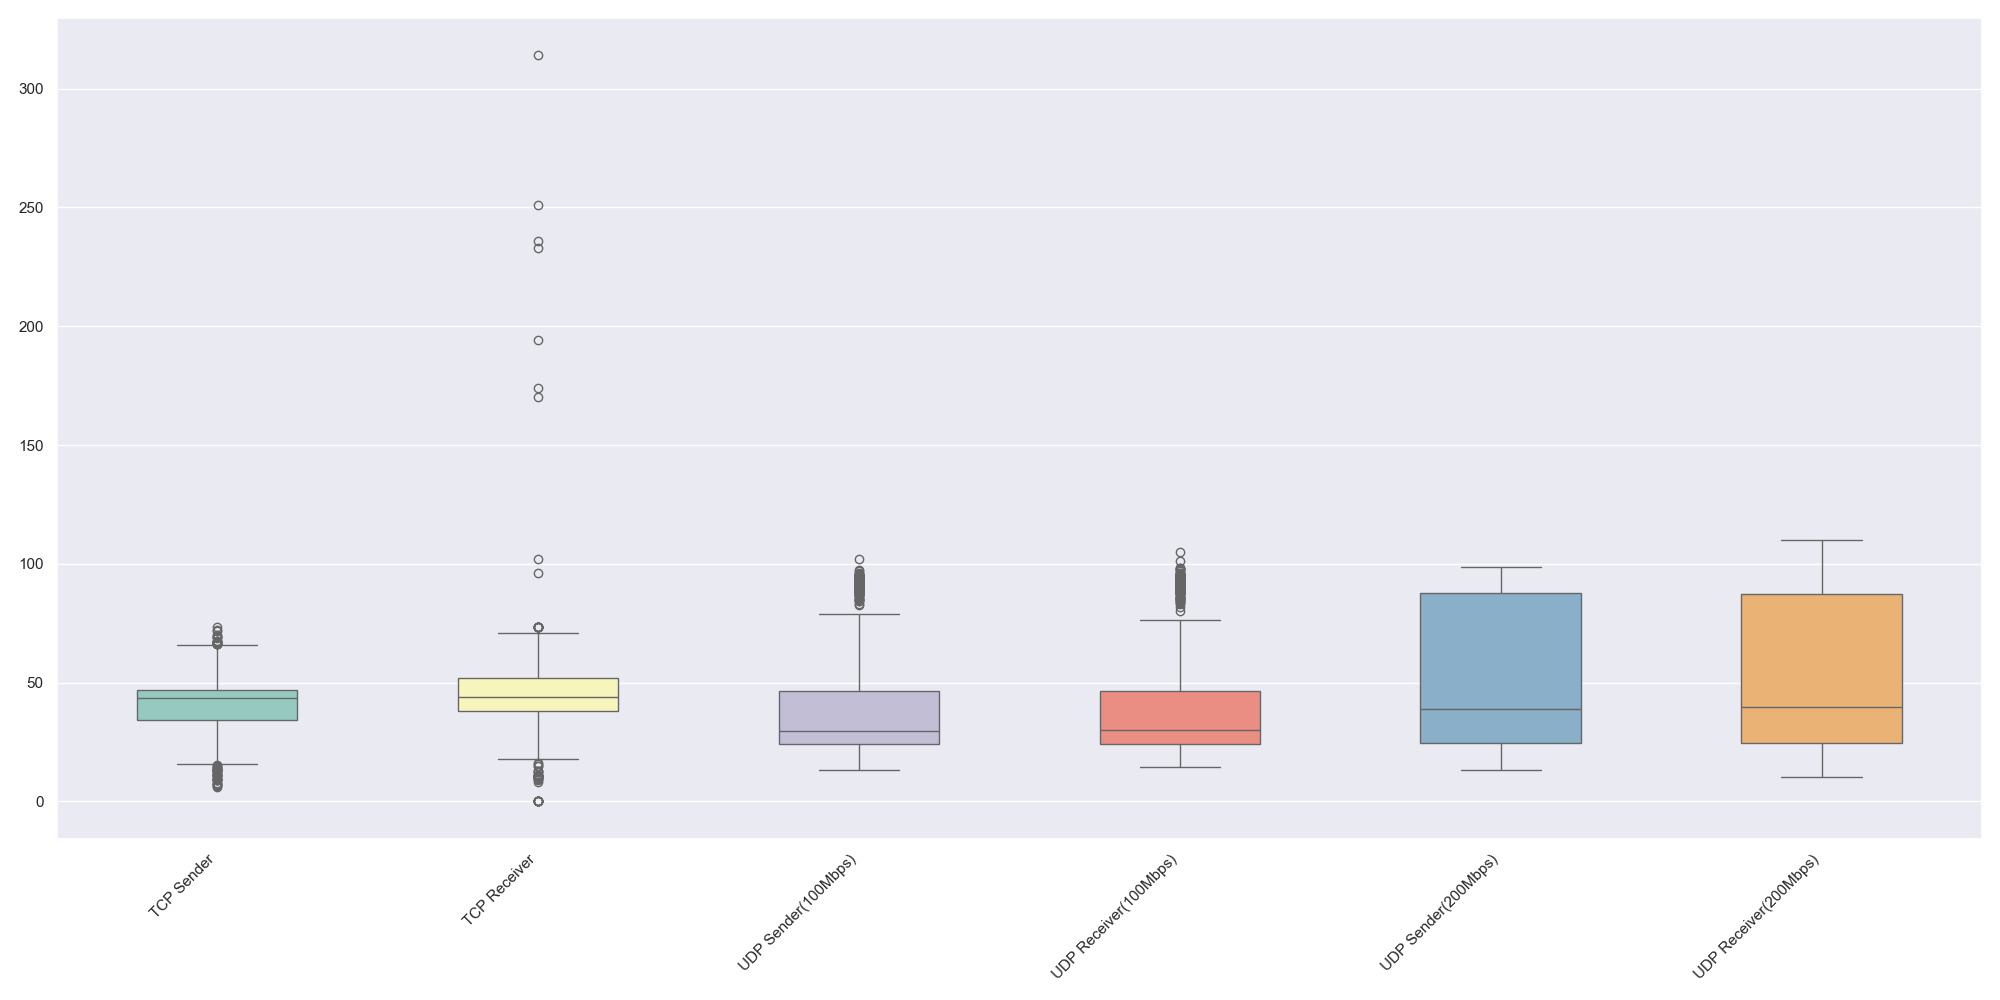 300
250
200
150
100
50
0
TCP Sender
TCP Receiver
UDP Sender(100Mbps)
UDP Receiver(100Mbps)
UDP Sender(200Mbps)
UDP Receiver(200Mbps)